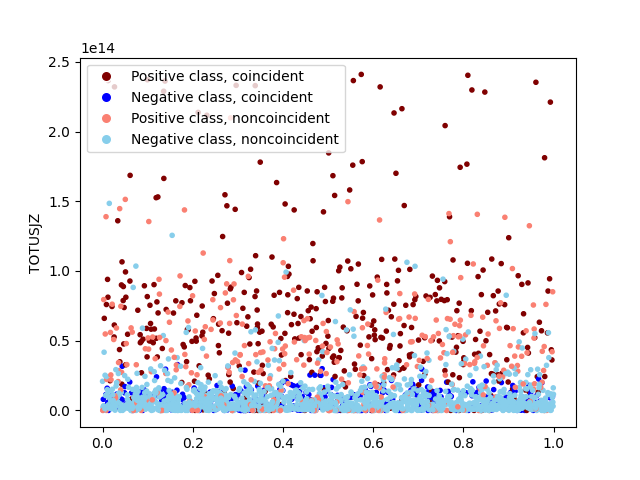 1e14
2.5
Positive class, coincident
Negative class, coincident
Positive class, noncoincident
Negative class, noncoincident
2.0
1.5
1.0
0.5
0.0
TOTUSJZ
0.0 0.2 0.4 0.6 0.8 1.0